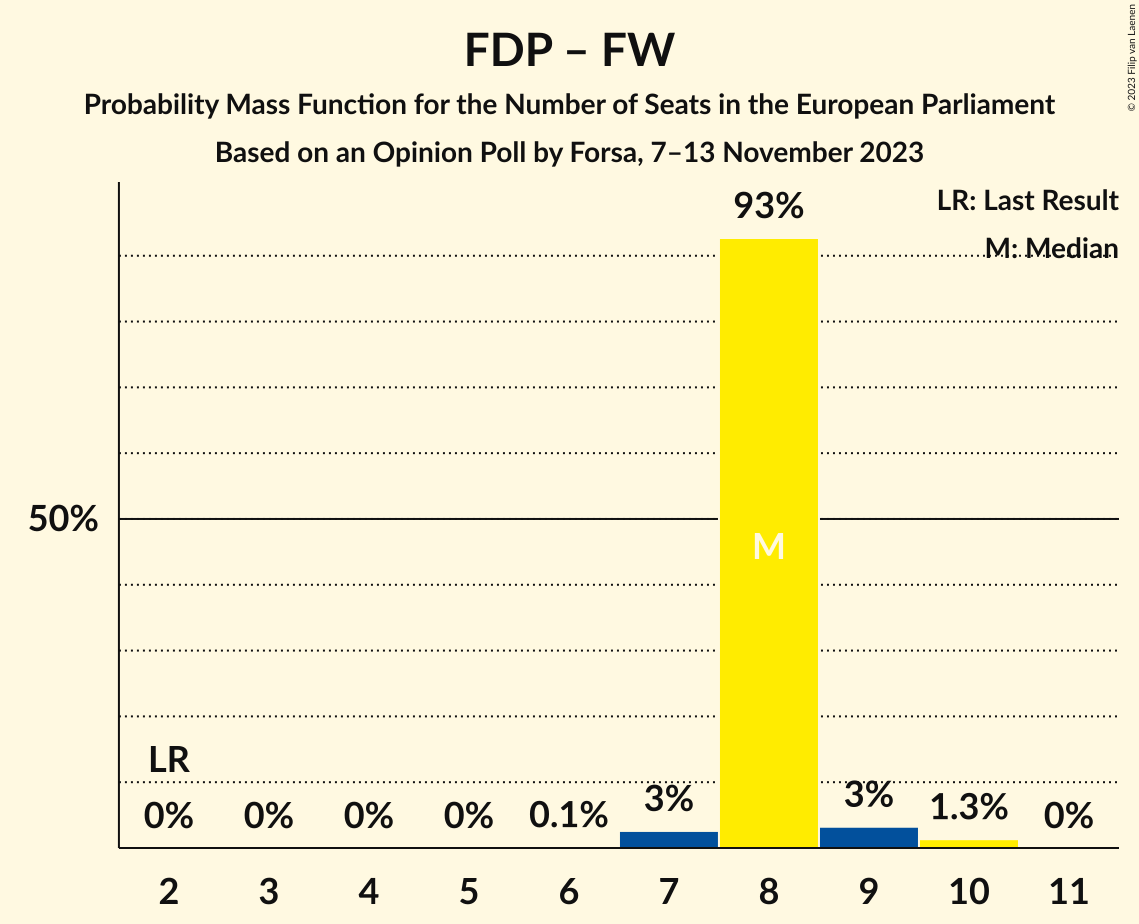 FDP – FW
Probability Mass Function for the Number of Seats in the European Parliament
Based on an Opinion Poll by Forsa, 7–13 November 2023
© 2023 Filip van Laenen
LR: Last Result
M: Median
93%
50%
M
LR
0%
0%
0%
0%
0.1%
3%
3%
1.3%
0%
2
3
4
5
6
7
8
9
10
11